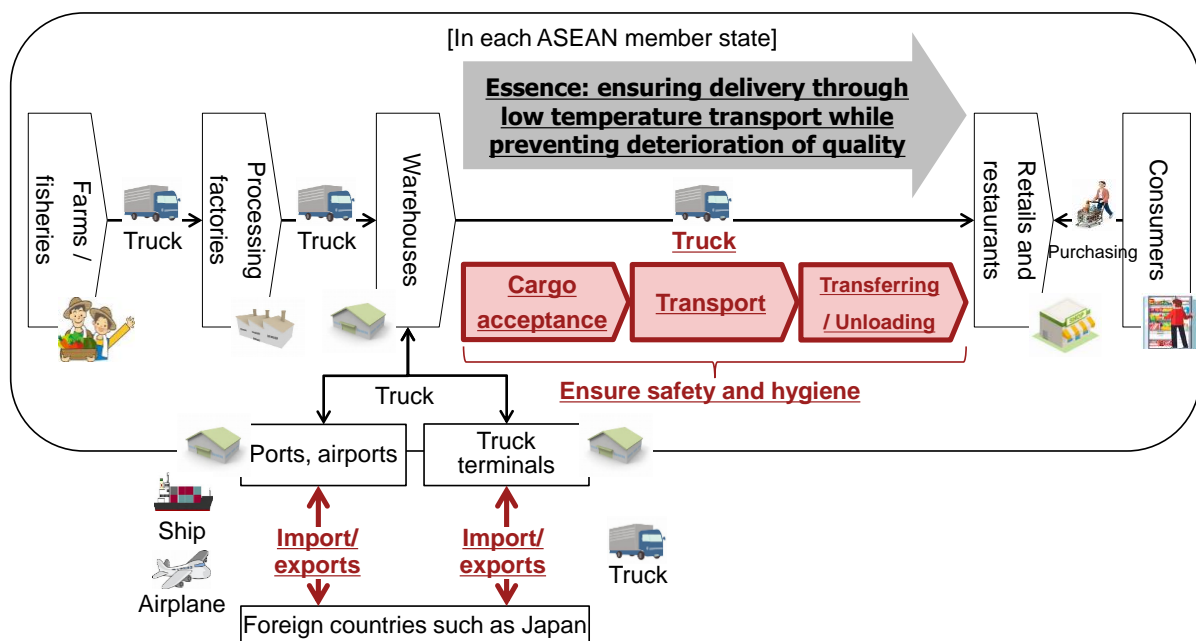 [In each ASEAN member state]
Essence: ensuring delivery through
low temperature transport while
preventing deterioration of quality
Farms /
fisheries
Truck
Processing
factories
Truck
Warehouses
Truck
Retails and
restaurants
Purchasing
Consumers
Cargo
acceptance
Transport
Transferring
/ Unloading
Ensure safety and hygiene
Truck
Ports, airports
Truck
terminals
Ship
Airplane
Import/
exports
Import/
exports
Truck
Foreign countries such as Japan